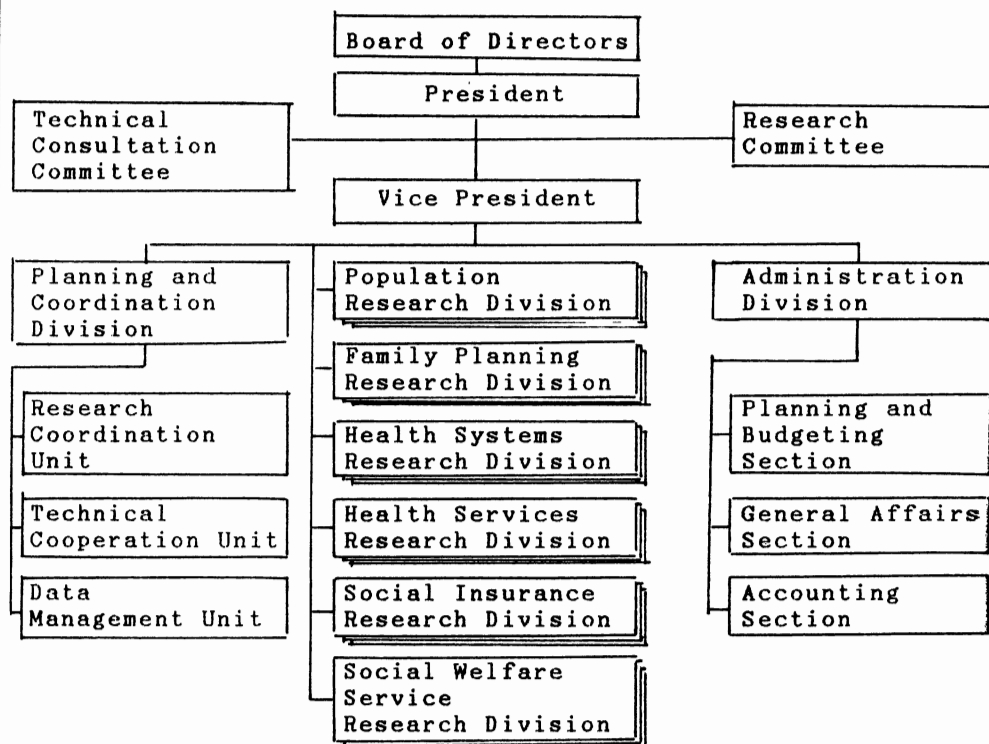 Board of Directors
President
Technical
Consultation
Committee
Research
Committee
Vice President
Planning and
Coordination
Division
Research
Coordination
Unit
Technical
Cooperation Unit
Data
Management Unit
Population
Research Division
Family Planning
Research Division
Health Systems
Research Division
Health Services
Research Division
Social Insurance
Research Division
Social Welfare
Service
Research Division
Administration
Division
Planning and
Budgeting
Section
General Affairs
Section
Accounting
Section